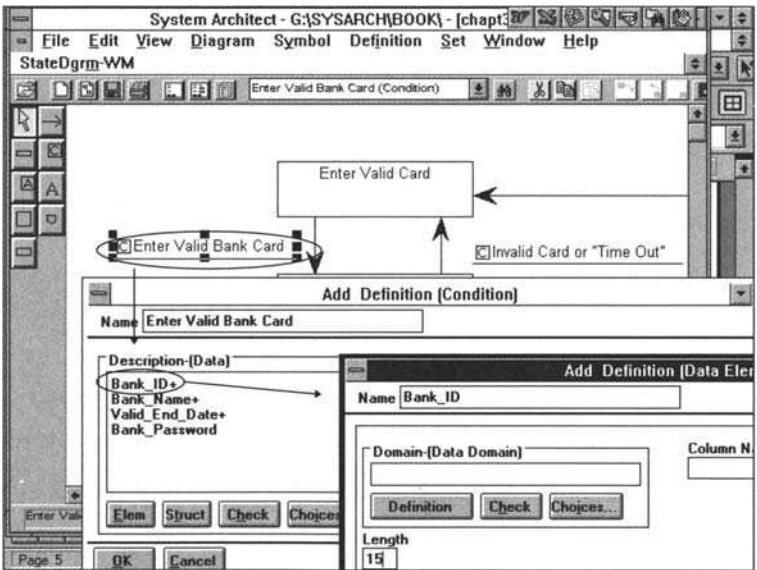 System Architect - G:\SYSARCH\BOOK\ - [chapt3
File Edit View Diagram Symbol Definition Set Window Help
StateDgrm-WM
Enter Valid Bank Card (Condition)
Enter Valid Card
C Enter Valid Bank Card
C Invalid Card or "Time Out"
Add Definition (Condition)
Name Enter Valid Bank Card
Description-(Data)
Bank_ID+
Bank_Name+
Valid_End_Date+
Bank_Password
Elem Struct Check Choices
OK Cancel
Add Definition (Data Elem
Name Bank_ID
Domain-(Data Domain)
Column N
Definition Check Choices...
Length
15
Enter Vali
Page 5